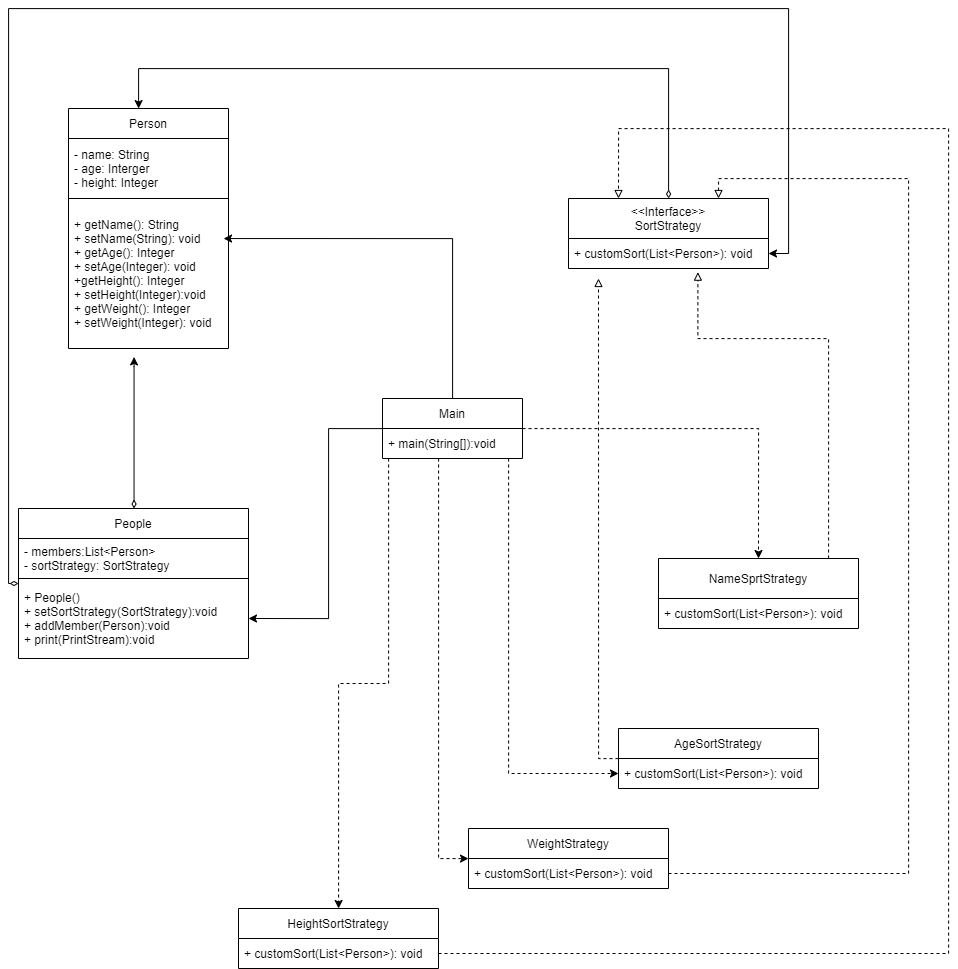 Person
- name: String
- age: Interger
- height: Integer
+ getName(): String
+ setName(String): void
+ getAge(): Integer
+ setAge(Integer): void
+getHeight(): Integer
+ setHeight(Integer):void
+ getWeight(): Integer
+ setWeight(Integer): void
<<Interface>>
SortStrategy
+ customSort(List<Person>): void
Main
+ main(String[]):void
People
- members:List<Person>
- sortStrategy: SortStrategy
+ People()
+ setSortStrategy(SortStrategy):void
+ addMember(Person):void
+ print(PrintStream):void
NameSprtStrategy
+ customSort(List<Person>): void
AgeSortStrategy
+ customSort(List<Person>): void
WeightStrategy
+ customSort(List<Person>): void
HeightSortStrategy
+ customSort(List<Person>): void